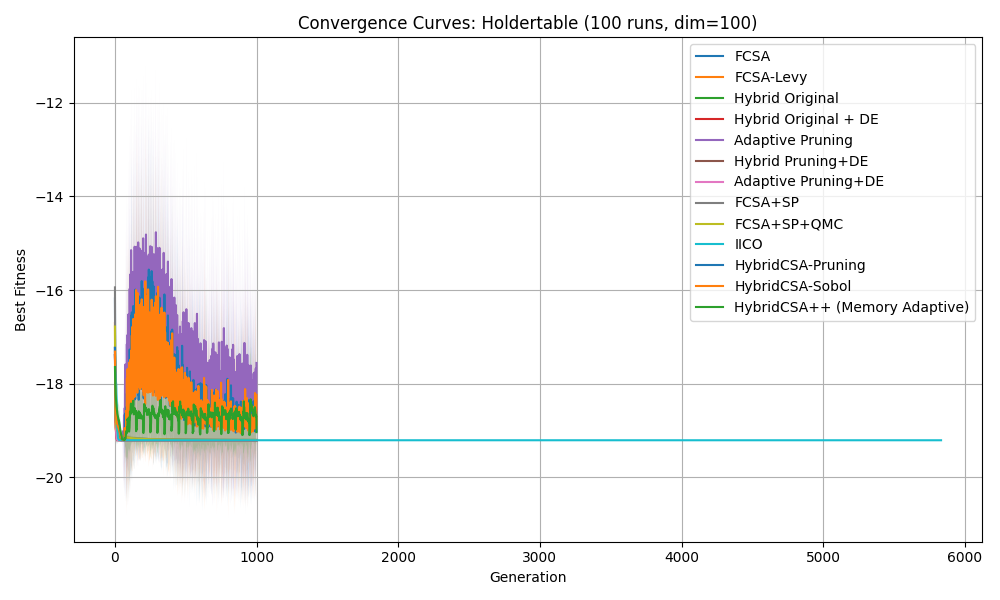 Convergence Curves: Holdertable (100 runs, dim=100)
Best Fitness
−12
−14
−16
−18
−20
0
1000
2000
3000
4000
5000
6000
Generation
FCSA
FCSA-Levy
Hybrid Original
Hybrid Original + DE
Adaptive Pruning
Hybrid Pruning+DE
Adaptive Pruning+DE
FCSA+SP
FCSA+SP+QMC
IICO
HybridCSA-Pruning
HybridCSA-Sobol
HybridCSA++ (Memory Adaptive)